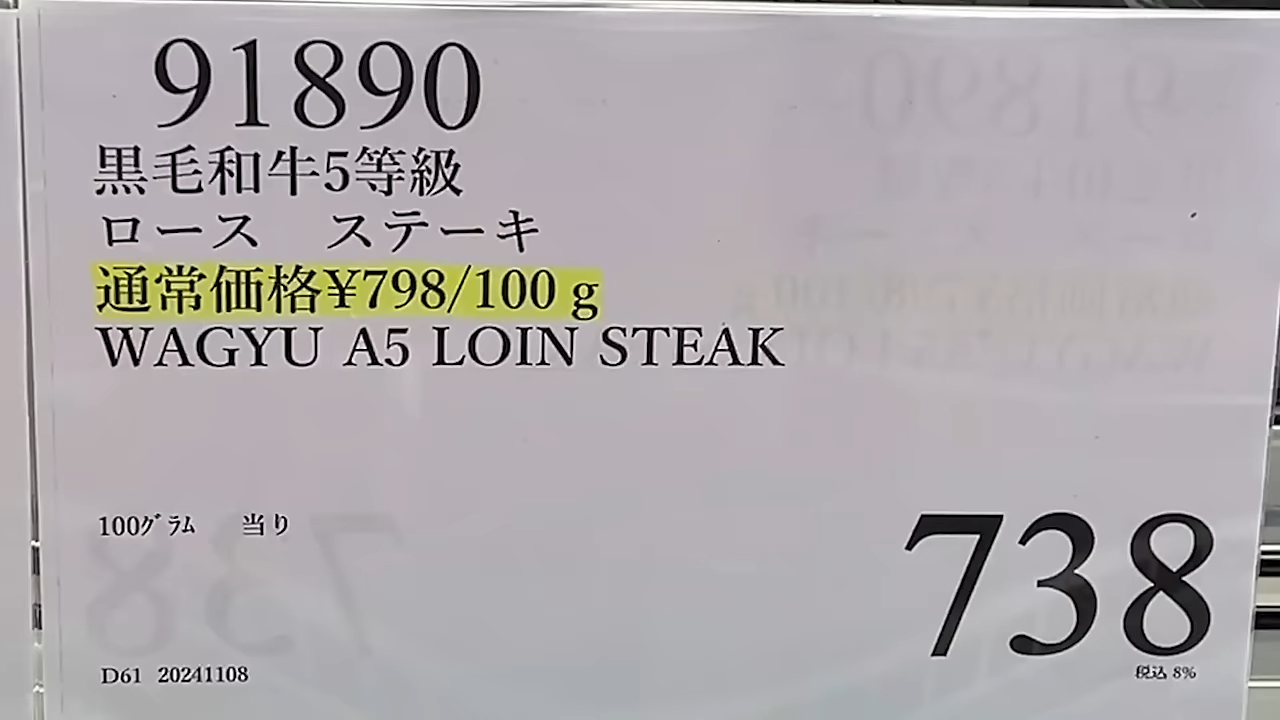 91890
黒毛和牛5等級
ロース　ステーキ
通常価格¥798/100 g
WAGYU A5 LOIN STEAK
100ｸﾞﾗﾑ　当り
738
税込 8%
D61 20241108